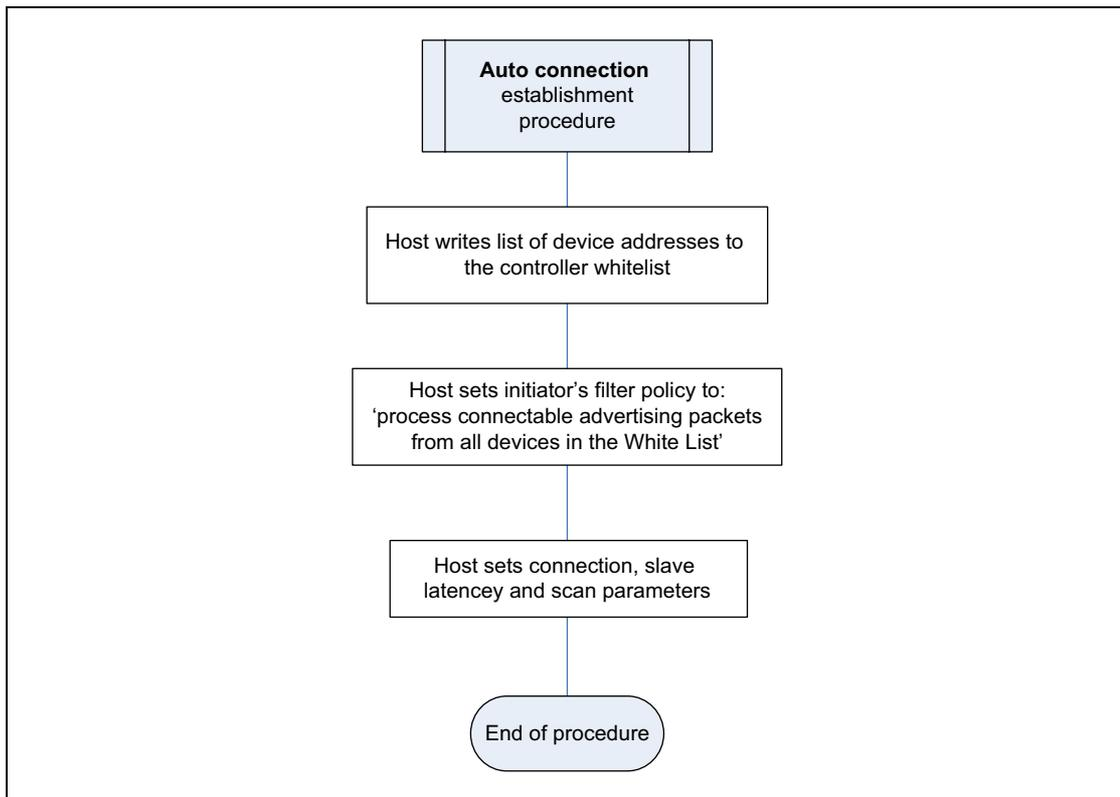 Auto connection
establishment
procedure
Host writes list of device addresses to
the controller whitelist
Host sets initiator’s filter policy to:
‘process connectable advertising packets
from all devices in the White List’
Host sets connection, slave
latencey and scan parameters
End of procedure